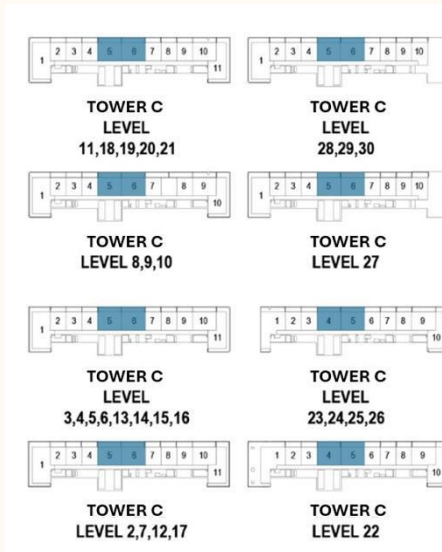 1 2 3 4 5 6 7 8 9 10 11
TOWER C
LEVEL
11,18,19,20,21
1 2 3 4 5 6 7 8 9 10
TOWER C
LEVEL
28,29,30
1 2 3 4 5 6 7 8 9 10
TOWER C
LEVEL 8,9,10
1 2 3 4 5 6 7 8 9 10
TOWER C
LEVEL 27
1 2 3 4 5 6 7 8 9 10 11
TOWER C
LEVEL
3,4,5,6,13,14,15,16
1 2 3 4 5 6 7 8 9 10
TOWER C
LEVEL
23,24,25,26
1 2 3 4 5 6 7 8 9 10 11
TOWER C
LEVEL 2,7,12,17
1 2 3 4 5 6 7 8 9 10
TOWER C
LEVEL 22